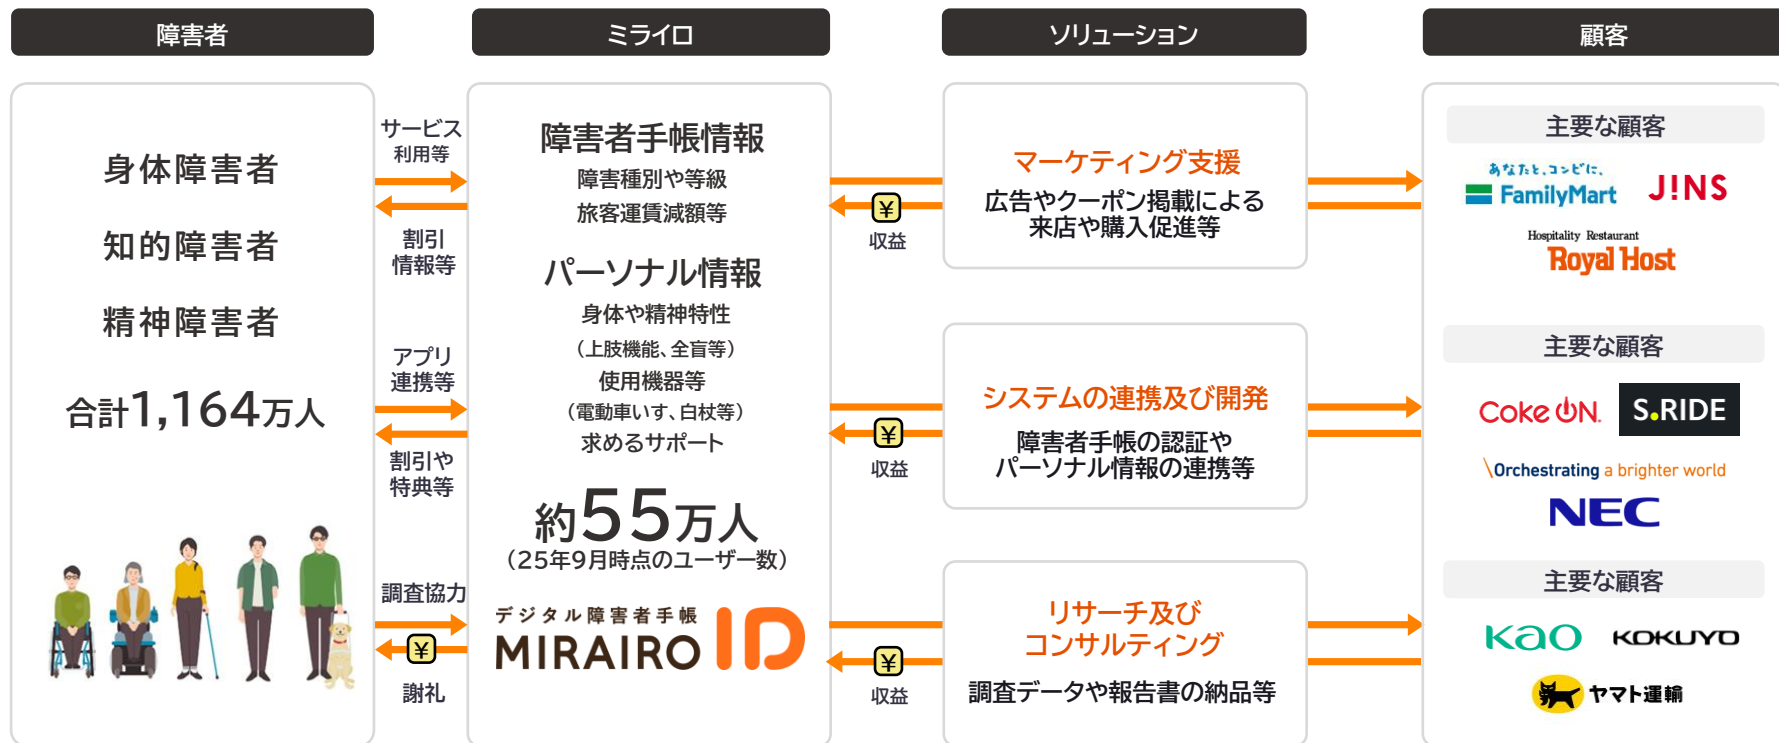 障害者
ミライロ
ソリューション
顧客
身体障害者
知的障害者
精神障害者
合計1,164万人
サービス
利用等
割引
情報等
アプリ
連携等
割引や
特典等
調査協力
¥
謝礼
障害者手帳情報
障害種別や等級
旅客運賃減額等
パーソナル情報
身体や精神特性
(上肢機能、全盲等)
使用機器等
(電動車いす、白杖等)
求めるサポート
約55万人
(25年9月時点のユーザー数)
デジタル障害者手帳
MIRAIRO ID
¥
収益
¥
収益
¥
収益
マーケティング支援
広告やクーポン掲載による
来店や購入促進等
システムの連携及び開発
障害者手帳の認証や
パーソナル情報の連携等
リサーチ及び
コンサルティング
調査データや報告書の納品等
主要な顧客
あなたと、コンビに、
FamilyMart
J!NS
Hospitality Restaurant
Royal Host
主要な顧客
Coke ON.
S.RIDE
\Orchestrating a brighter world
NEC
主要な顧客
Kao
KOKUYO
ヤマト運輸